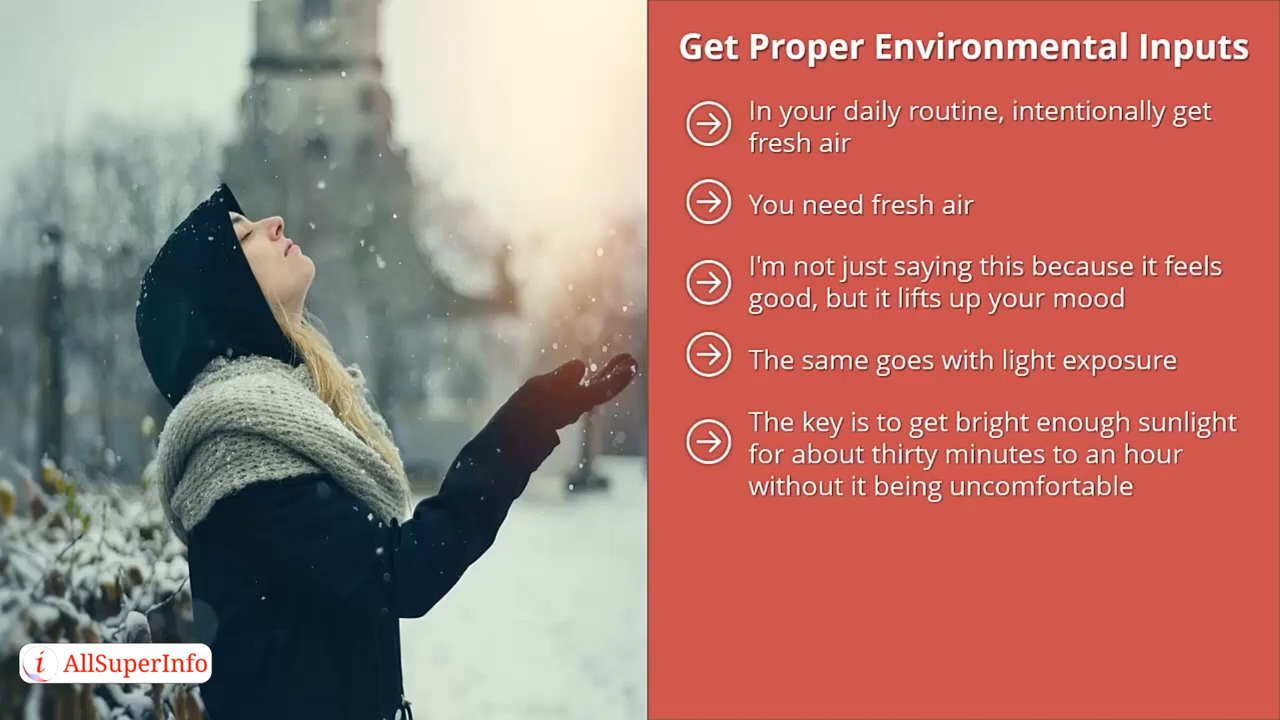 Get Proper Environmental Inputs
In your daily routine, intentionally get
fresh air
You need fresh air
I'm not just saying this because it feels
good, but it lifts up your mood
The same goes with light exposure
The key is to get bright enough sunlight
for about thirty minutes to an hour
without it being uncomfortable
i AllSuperInfo